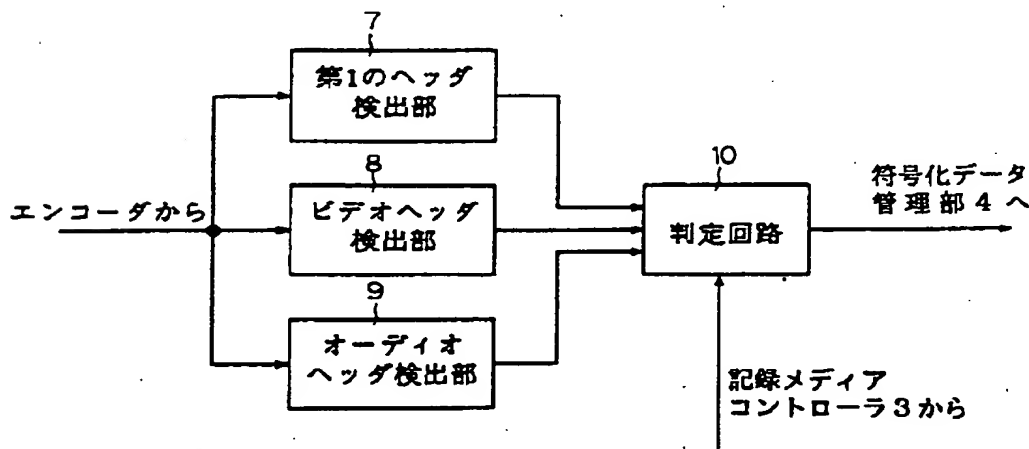 7
第1のヘッダ
検出部
8
ビデオヘッダ
検出部
9
オーディオ
ヘッダ検出部
エンコーダから
10
判定回路
符号化データ
管理部4へ
記録メディア
コントローラ3から